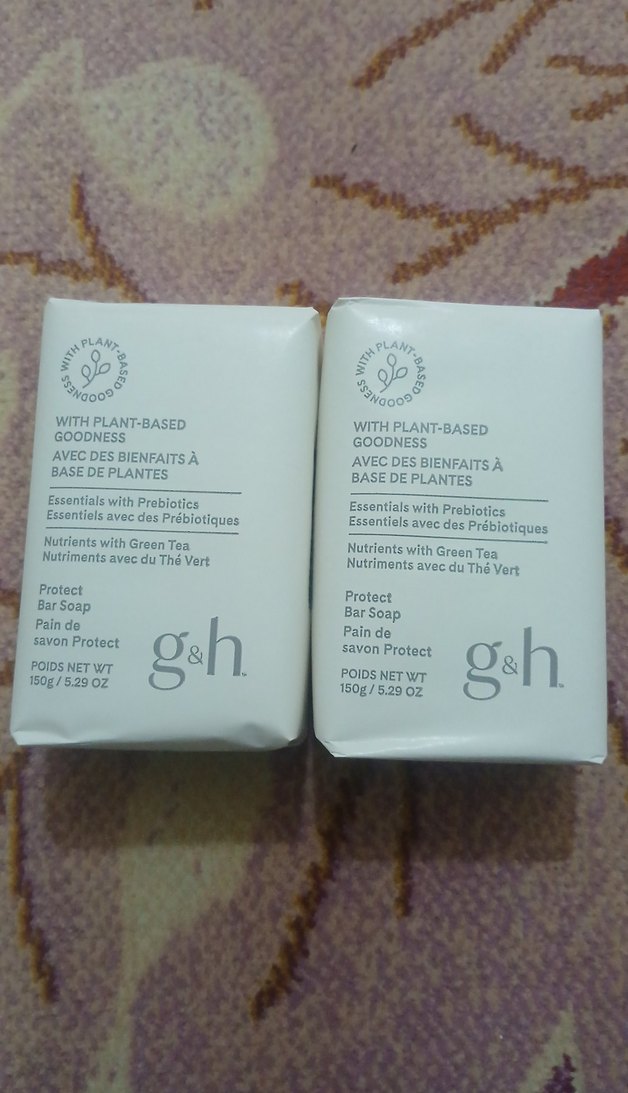 WITH PLANT-BASED GOODNESS
WITH PLANT-BASED
GOODNESS
AVEC DES BIENFAITS À
BASE DE PLANTES
Essentials with Prebiotics
Essentiels avec des Prébiotiques
Nutrients with Green Tea
Nutriments avec du Thé Vert
Protect
Bar Soap
Pain de
savon Protect
POIDS NET WT
150g / 5.29 OZ
g&h™
WITH PLANT-BASED GOODNESS
WITH PLANT-BASED
GOODNESS
AVEC DES BIENFAITS À
BASE DE PLANTES
Essentials with Prebiotics
Essentiels avec des Prébiotiques
Nutrients with Green Tea
Nutriments avec du Thé Vert
Protect
Bar Soap
Pain de
savon Protect
POIDS NET WT
150g / 5.29 OZ
g&h™